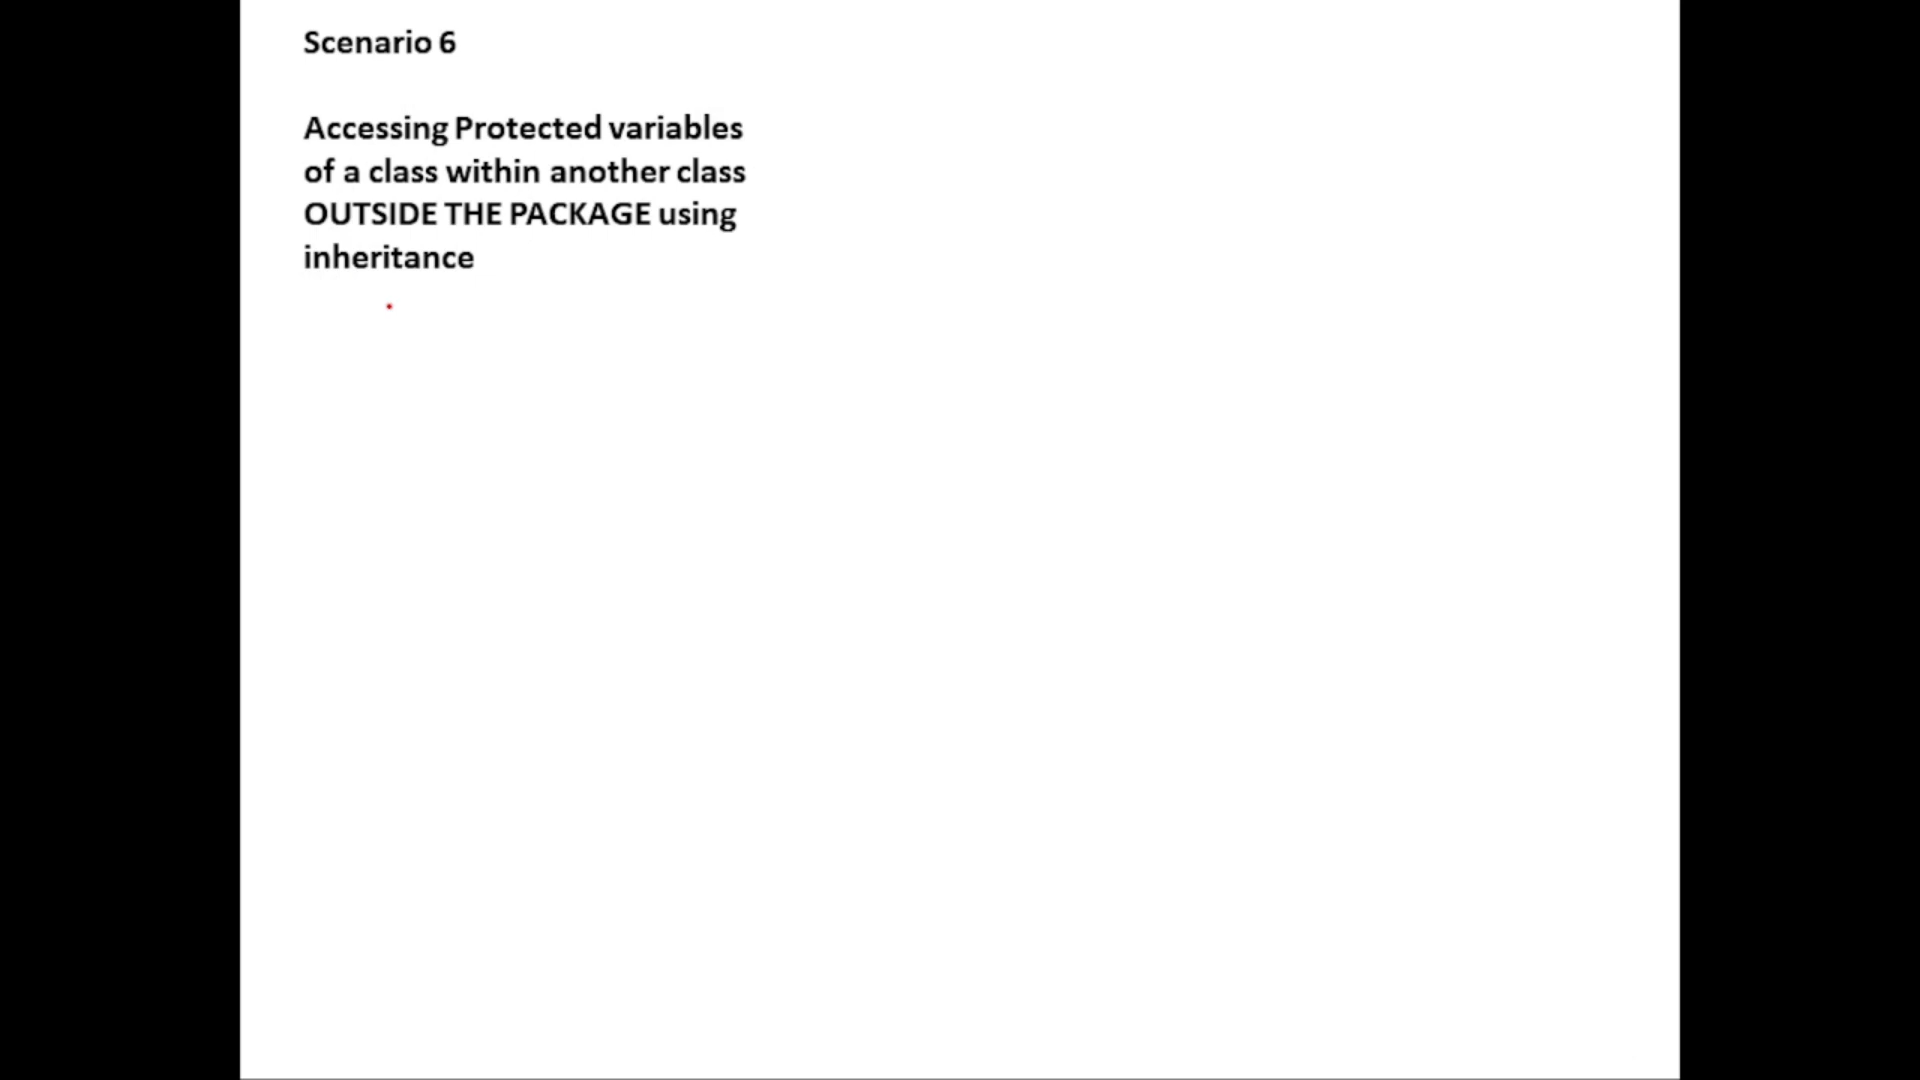 Scenario 6
Accessing Protected variables
of a class within another class
OUTSIDE THE PACKAGE using
inheritance